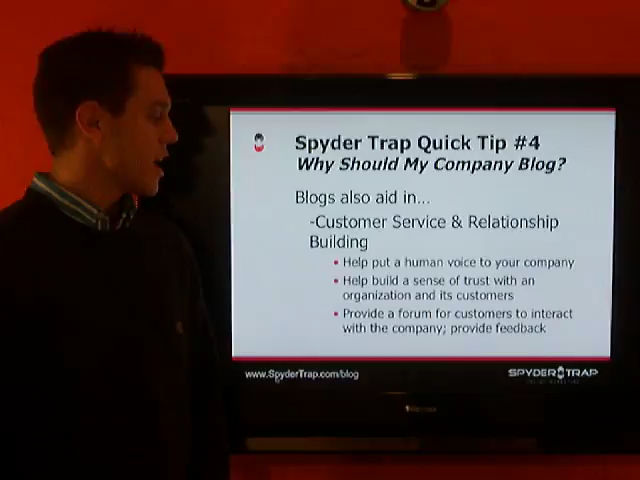 Spyder Trap Quick Tip #4
Why Should My Company Blog?
Blogs also aid in...
-Customer Service & Relationship
Building
• Help put a human voice to your company
• Help build a sense of trust with an
organization and its customers
• Provide a forum for customers to interact
with the company; provide feedback
www.SpyderTrap.com/blog
SPYDER TRAP